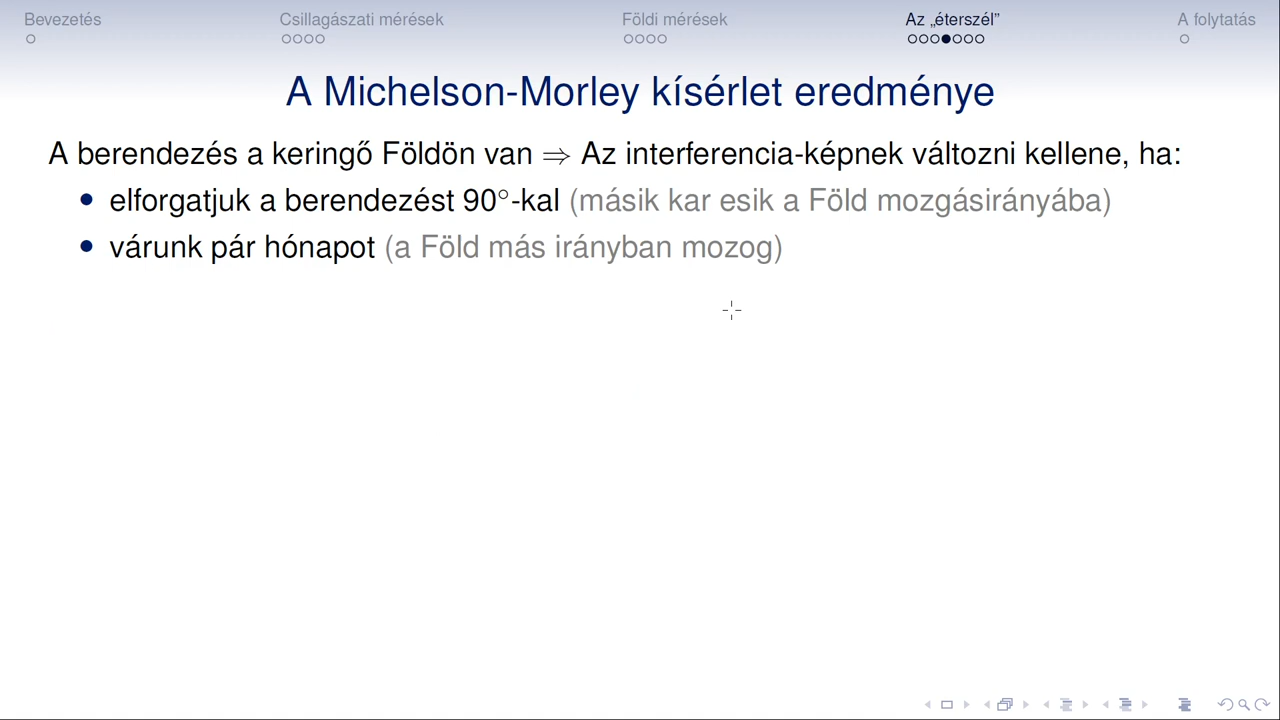 Bevezetés Csillagászati mérések Földi mérések Az „éterszél” A folytatás
A Michelson-Morley kísérlet eredménye
A berendezés a keringő Földön van ⇒ Az interferencia-képnek változni kellene, ha:
• elforgatjuk a berendezést 90°-kal (másik kar esik a Föld mozgásirányába)
• várunk pár hónapot (a Föld más irányban mozog)